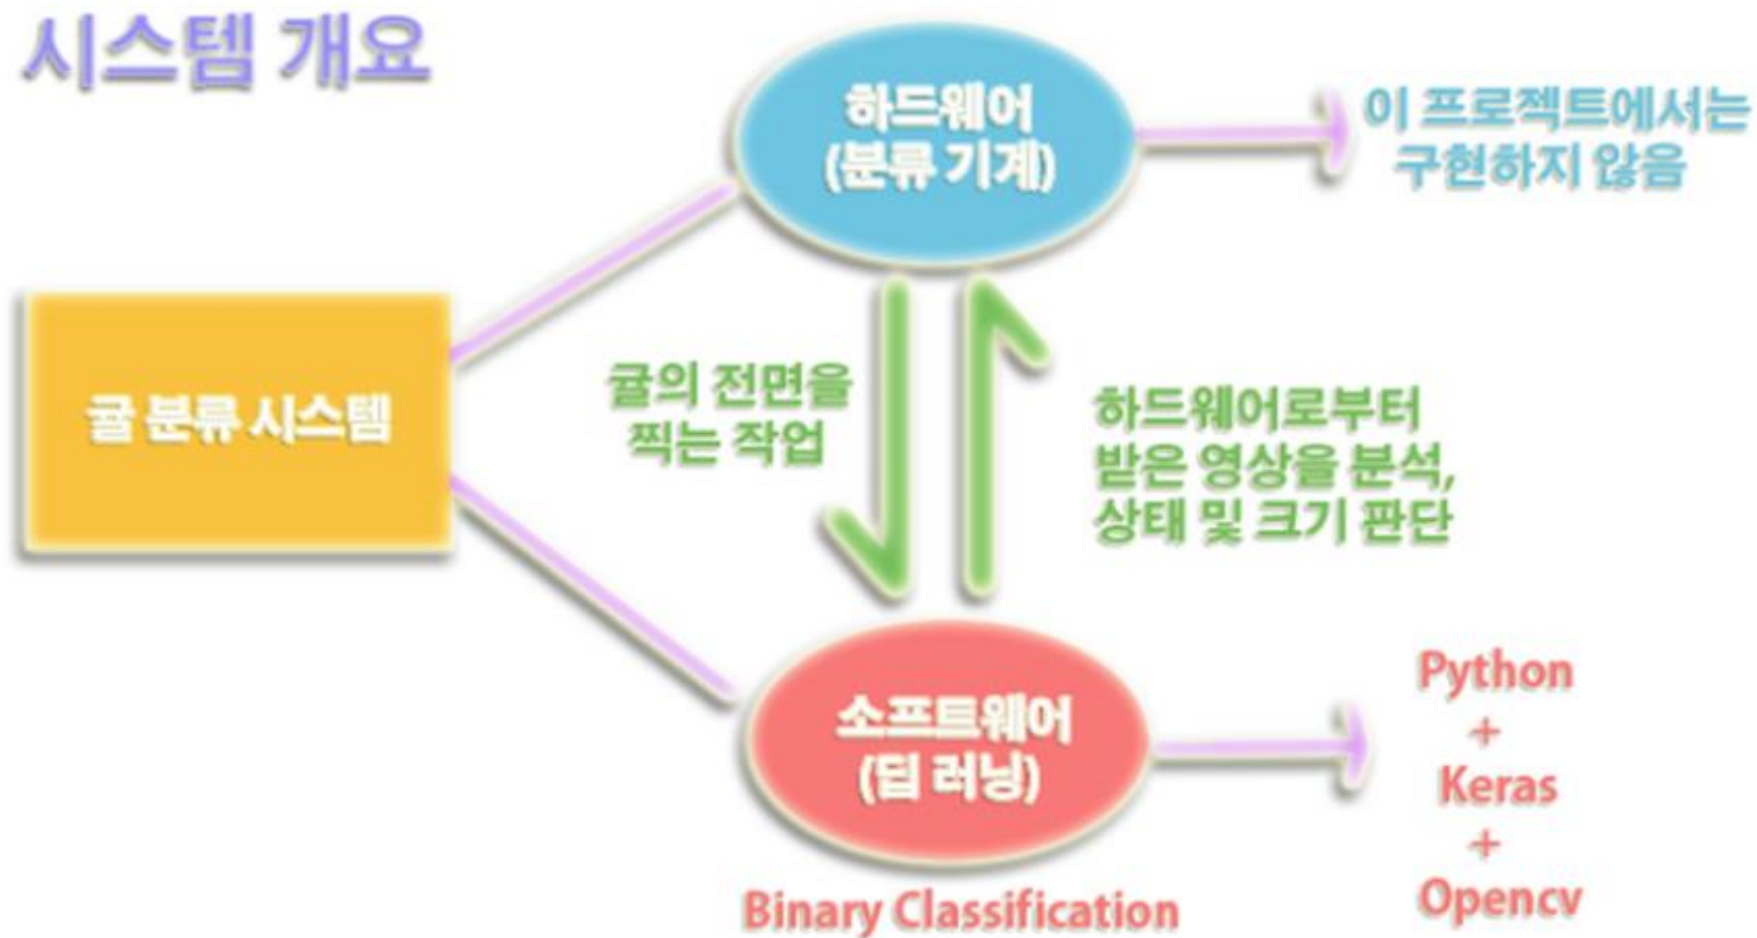 시스템 개요
하드웨어
(분류 기계)
이 프로젝트에서는
구현하지 않음
귤 분류 시스템
귤의 전면을
찍는 작업
하드웨어로부터
받은 영상을 분석,
상태 및 크기 판단
소프트웨어
(딥 러닝)
Binary Classification
Python
+
Keras
+
Opencv